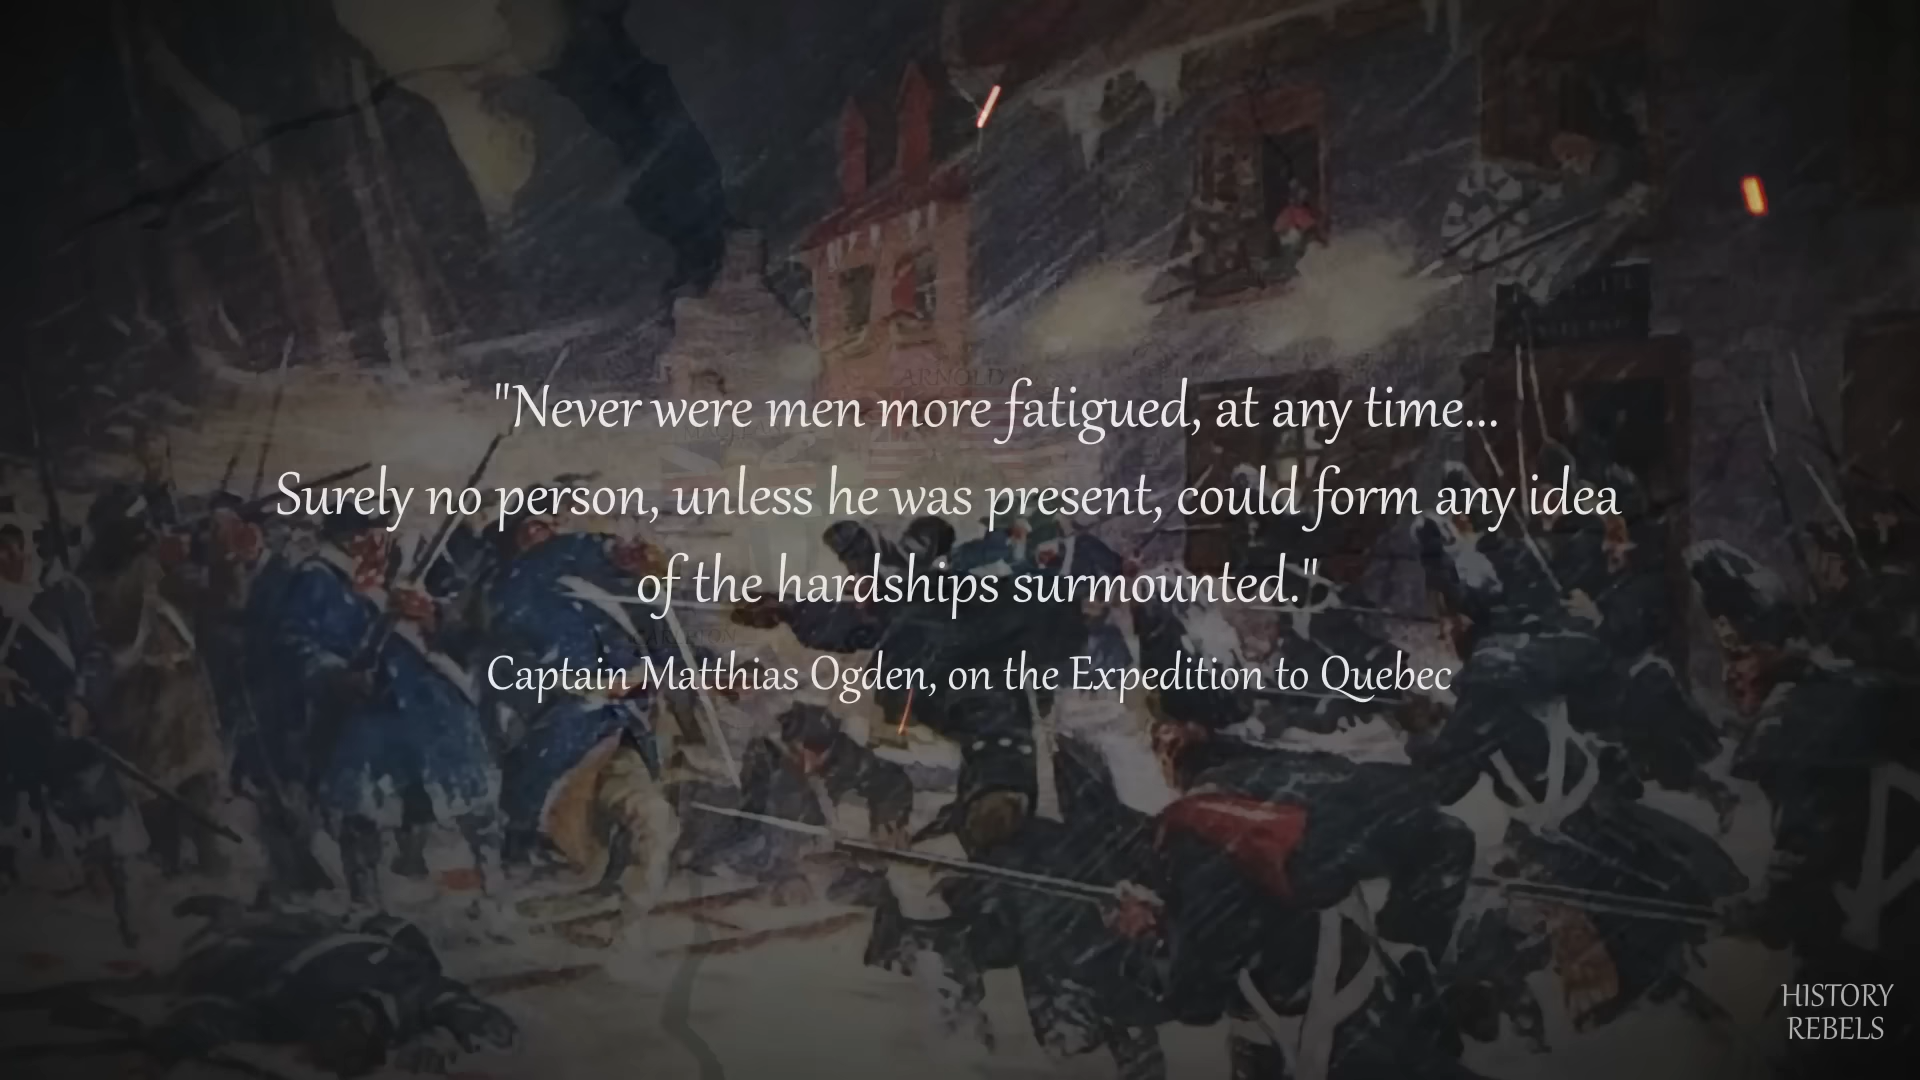 ARNOLD
"Never were men more fatigued, at any time...
Surely no person, unless he was present, could form any idea
of the hardships surmounted."
Captain Matthias Ogden, on the Expedition to Quebec
HISTORY
REBELS